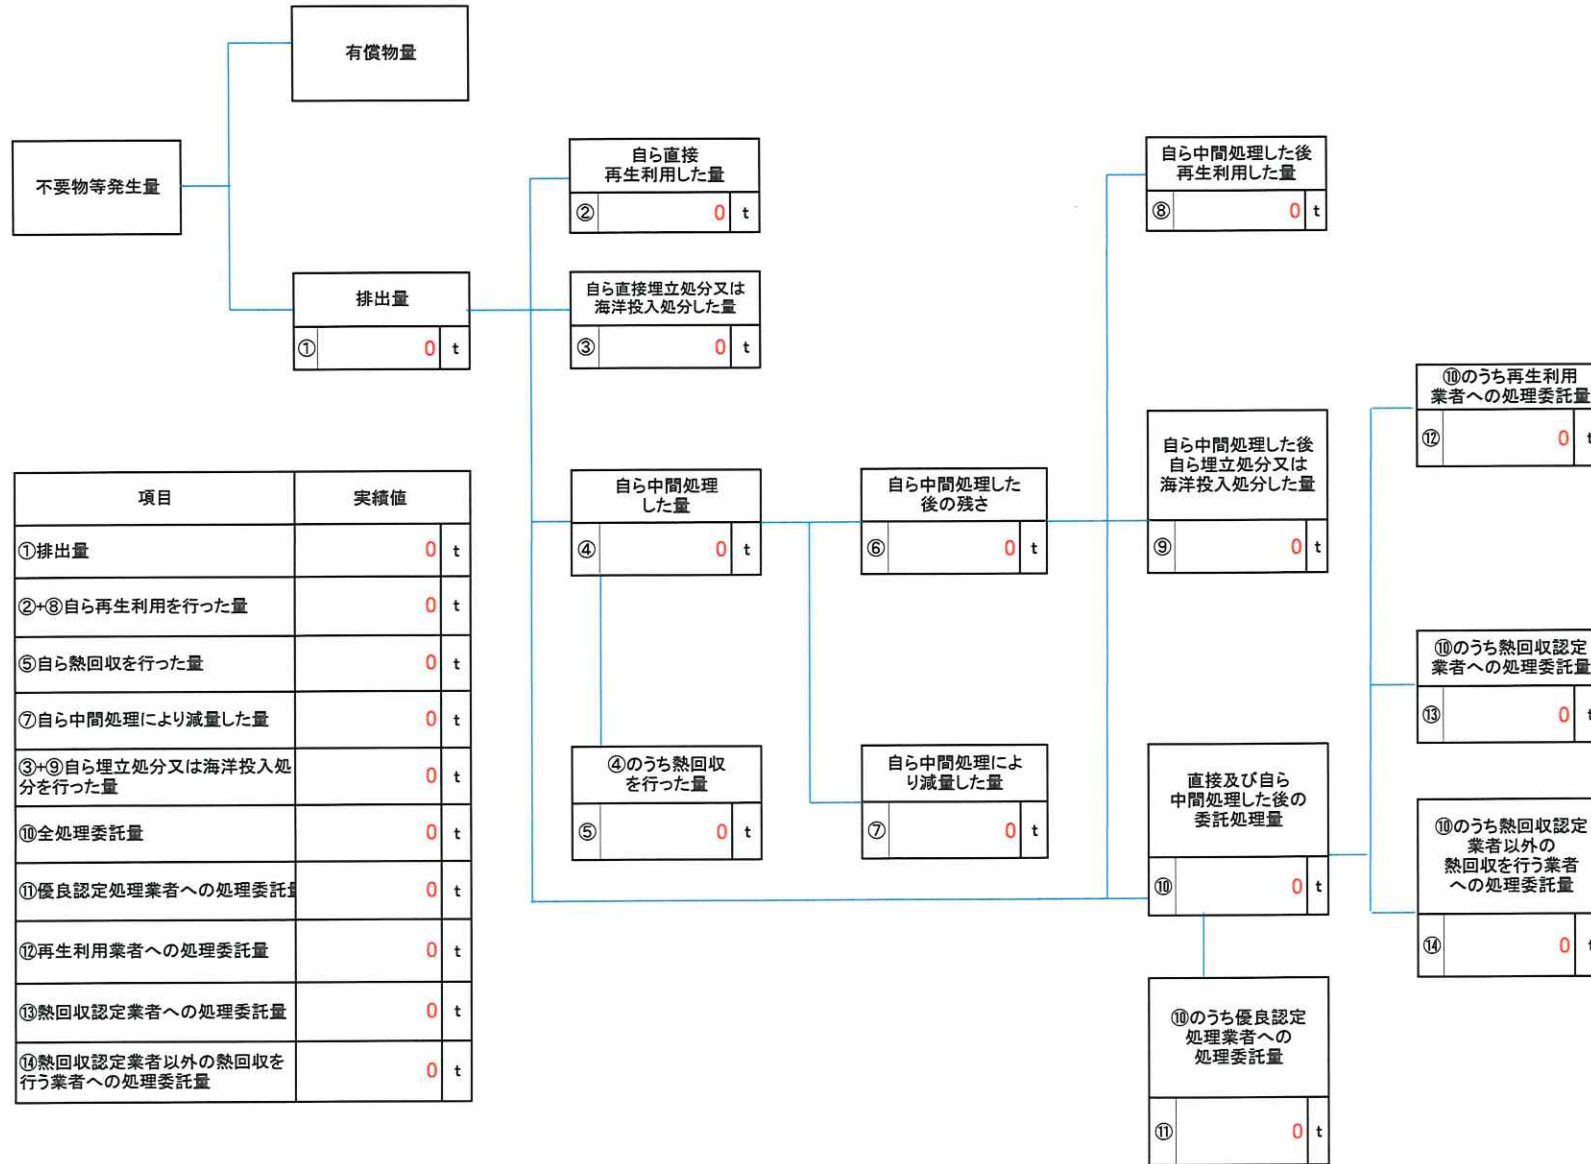 有償物量
不要物等発生量
排出量
① 0 t
自ら直接
再生利用した量
② 0 t
自ら直接埋立処分又は
海洋投入処分した量
③ 0 t
自ら中間処理
した量
④ 0 t
④のうち熱回収
を行った量
⑤ 0 t
自ら中間処理した
後の残さ
⑥ 0 t
自ら中間処理によ
り減量した量
⑦ 0 t
自ら中間処理した後
再生利用した量
⑧ 0 t
自ら中間処理した後
自ら埋立処分又は
海洋投入処分した量
⑨ 0 t
直接及び自ら
中間処理した後の
委託処理量
⑩ 0 t
⑩のうち優良認定
処理業者への
処理委託量
⑪ 0 t
⑩のうち再生利用
業者への処理委託量
⑫ 0 t
⑩のうち熱回収認定
業者への処理委託量
⑬ 0 t
⑩のうち熱回収認定
業者以外の
熱回収を行う業者
への処理委託量
⑭ 0 t
項目 実績値
①排出量 0 t
②+⑧自ら再生利用を行った量 0 t
⑤自ら熱回収を行った量 0 t
⑦自ら中間処理により減量した量 0 t
③+⑨自ら埋立処分又は海洋投入処
分を行った量 0 t
⑩全処理委託量 0 t
⑪優良認定処理業者への処理委託量 0 t
⑫再生利用業者への処理委託量 0 t
⑬熱回収認定業者への処理委託量 0 t
⑭熱回収認定業者以外の熱回収を
行う業者への処理委託量 0 t